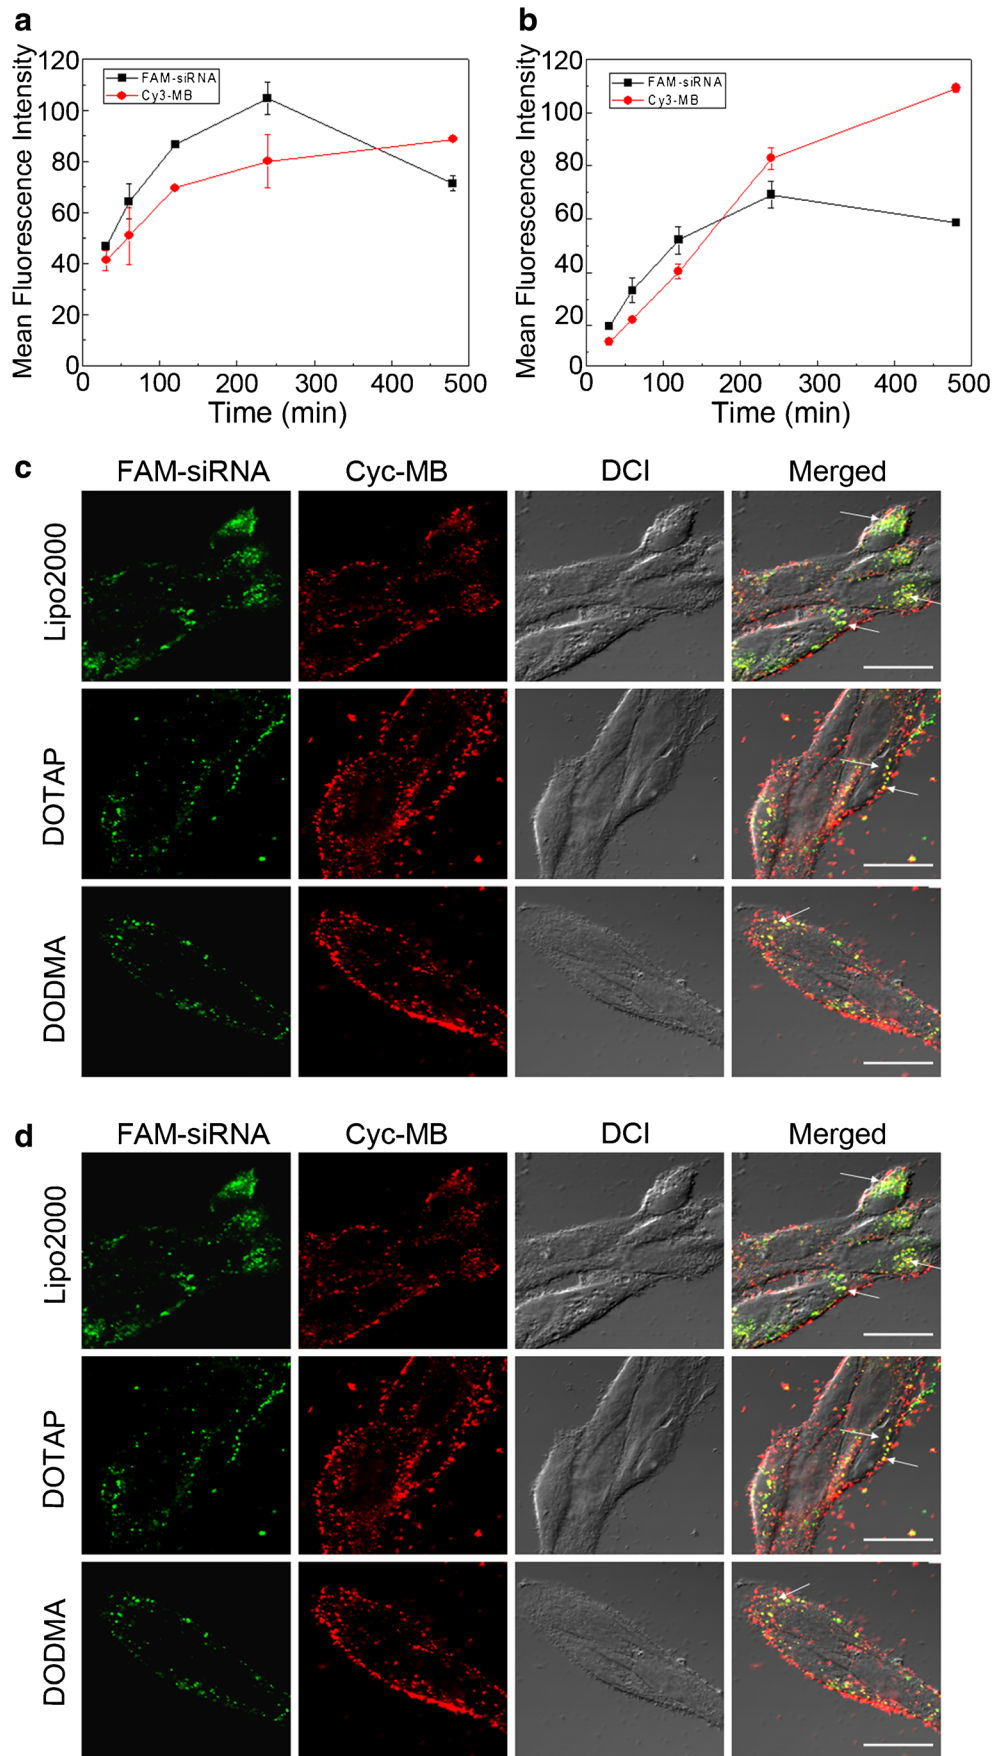 a
b
Mean Fluorescence Intensity
120
100
80
60
40
20
0
FAM-siRNA
Cy3-MB
0 100 200 300 400 500
Time (min)
Mean Fluorescence Intensity
120
100
80
60
40
20
0
FAM-siRNA
Cy3-MB
0 100 200 300 400 500
Time (min)
c
FAM-siRNA Cyc-MB DCI Merged
Lipo2000
DOTAP
DODMA
d
FAM-siRNA Cyc-MB DCI Merged
Lipo2000
DOTAP
DODMA